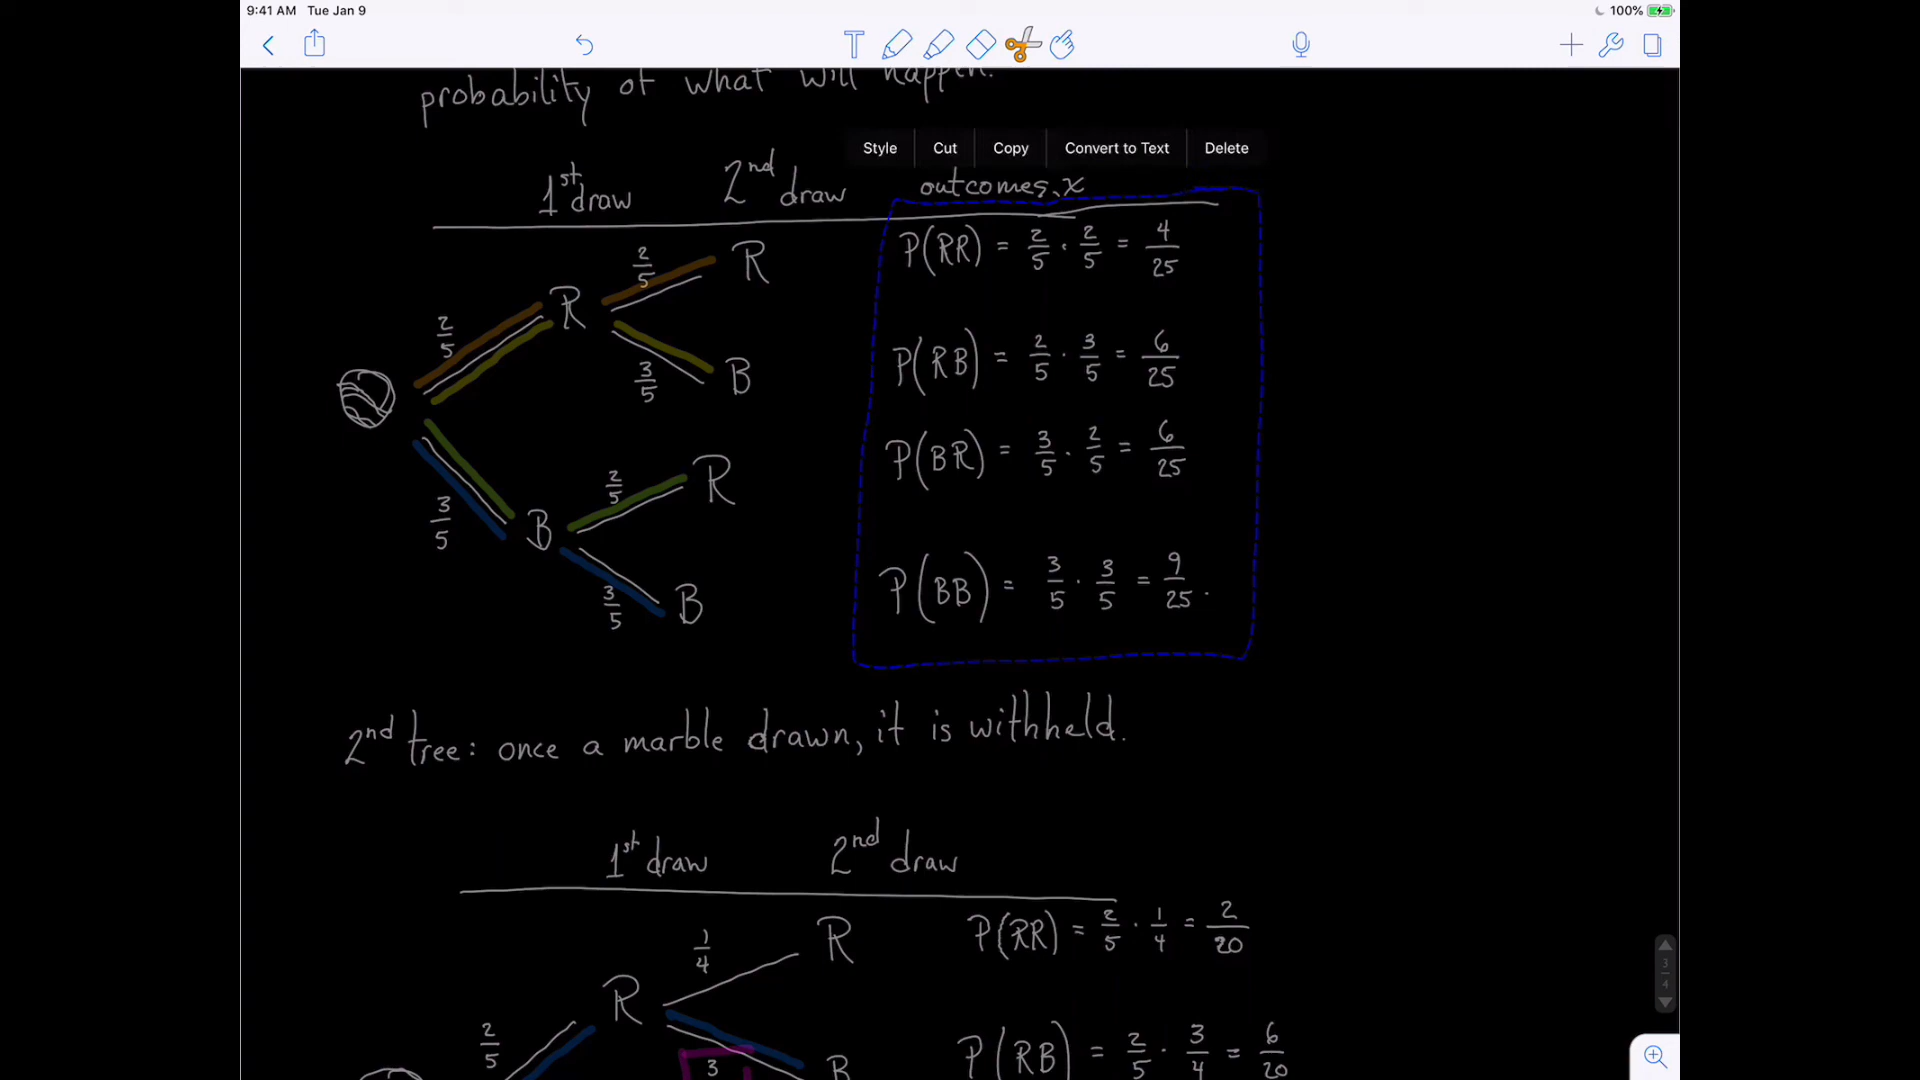 9:41 AM Tue Jan 9
100%
probability of what will happen.
Style Cut Copy Convert to Text Delete
1st draw 2nd draw outcomes, x
P(RR) = 2/5 · 2/5 = 4/25
2/5 R
2/5 R
P(RB) = 2/5 · 3/5 = 6/25
3/5 B
P(BR) = 3/5 · 2/5 = 6/25
2/5 R
3/5 B
P(BB) = 3/5 · 3/5 = 9/25.
3/5 B
2nd tree: once a marble drawn, it is withheld.
1st draw 2nd draw
P(RR) = 2/5 · 1/4 = 2/20
1/4 R
2/5 R
P(RB) = 2/5 · 3/4 = 6/20
3 B
3/4